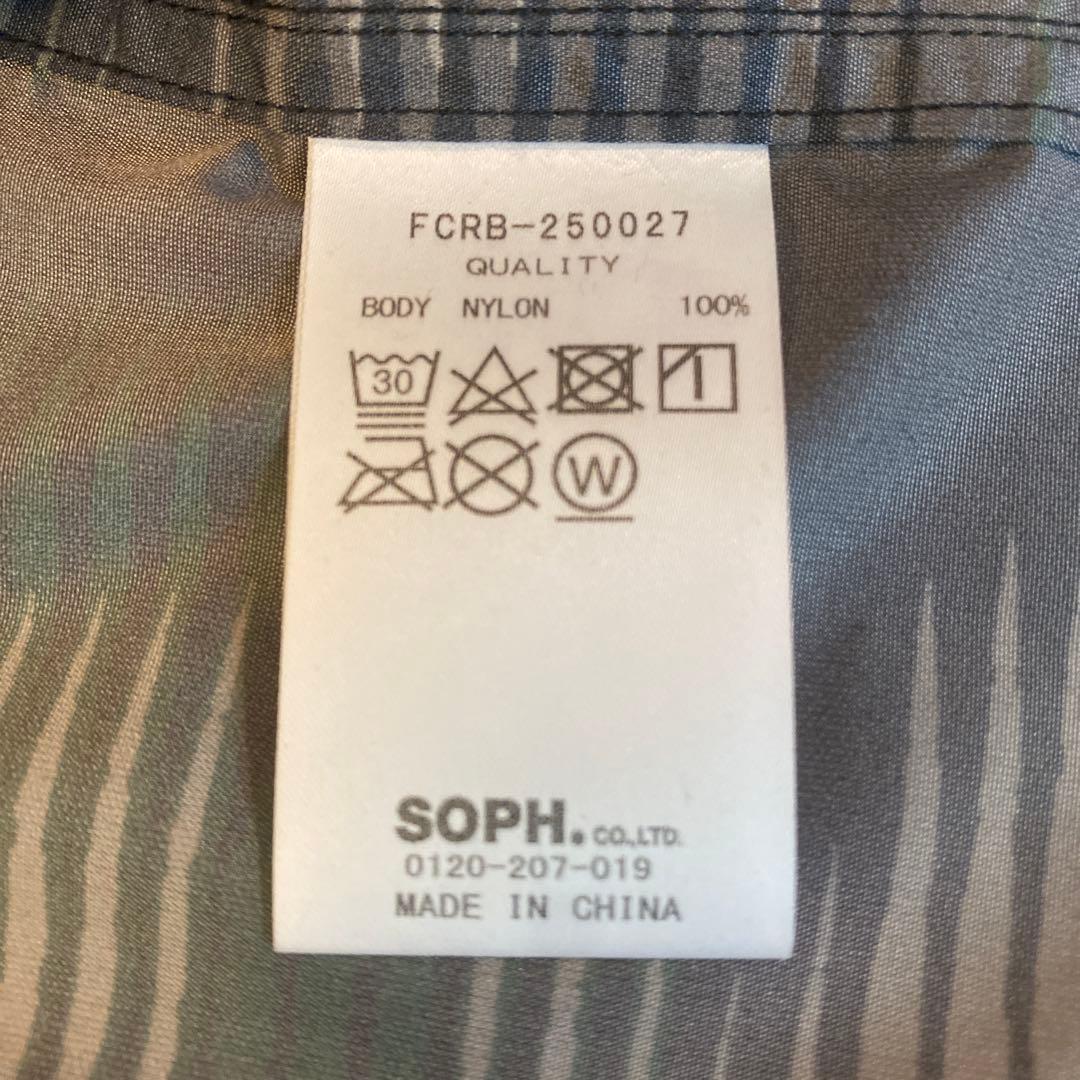 FCRB-250027
QUALITY
BODY NYLON 100%
30
W
SOPH. CO.,LTD.
0120-207-019
MADE IN CHINA